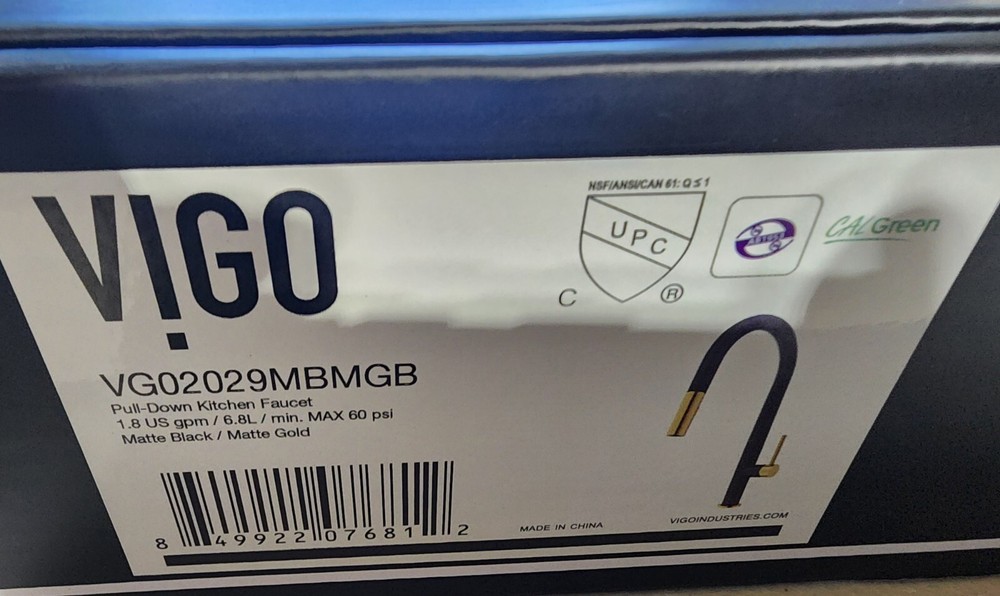 VIGO
NSF/ANSI/CAN 61: Q ≤ 1
UPC
C ®
CALGreen
VG02029MBMGB
Pull-Down Kitchen Faucet
1.8 US gpm / 6.8L / min. MAX 60 psi
Matte Black / Matte Gold
8 49922 07681 2
MADE IN CHINA
VIGOINDUSTRIES.COM